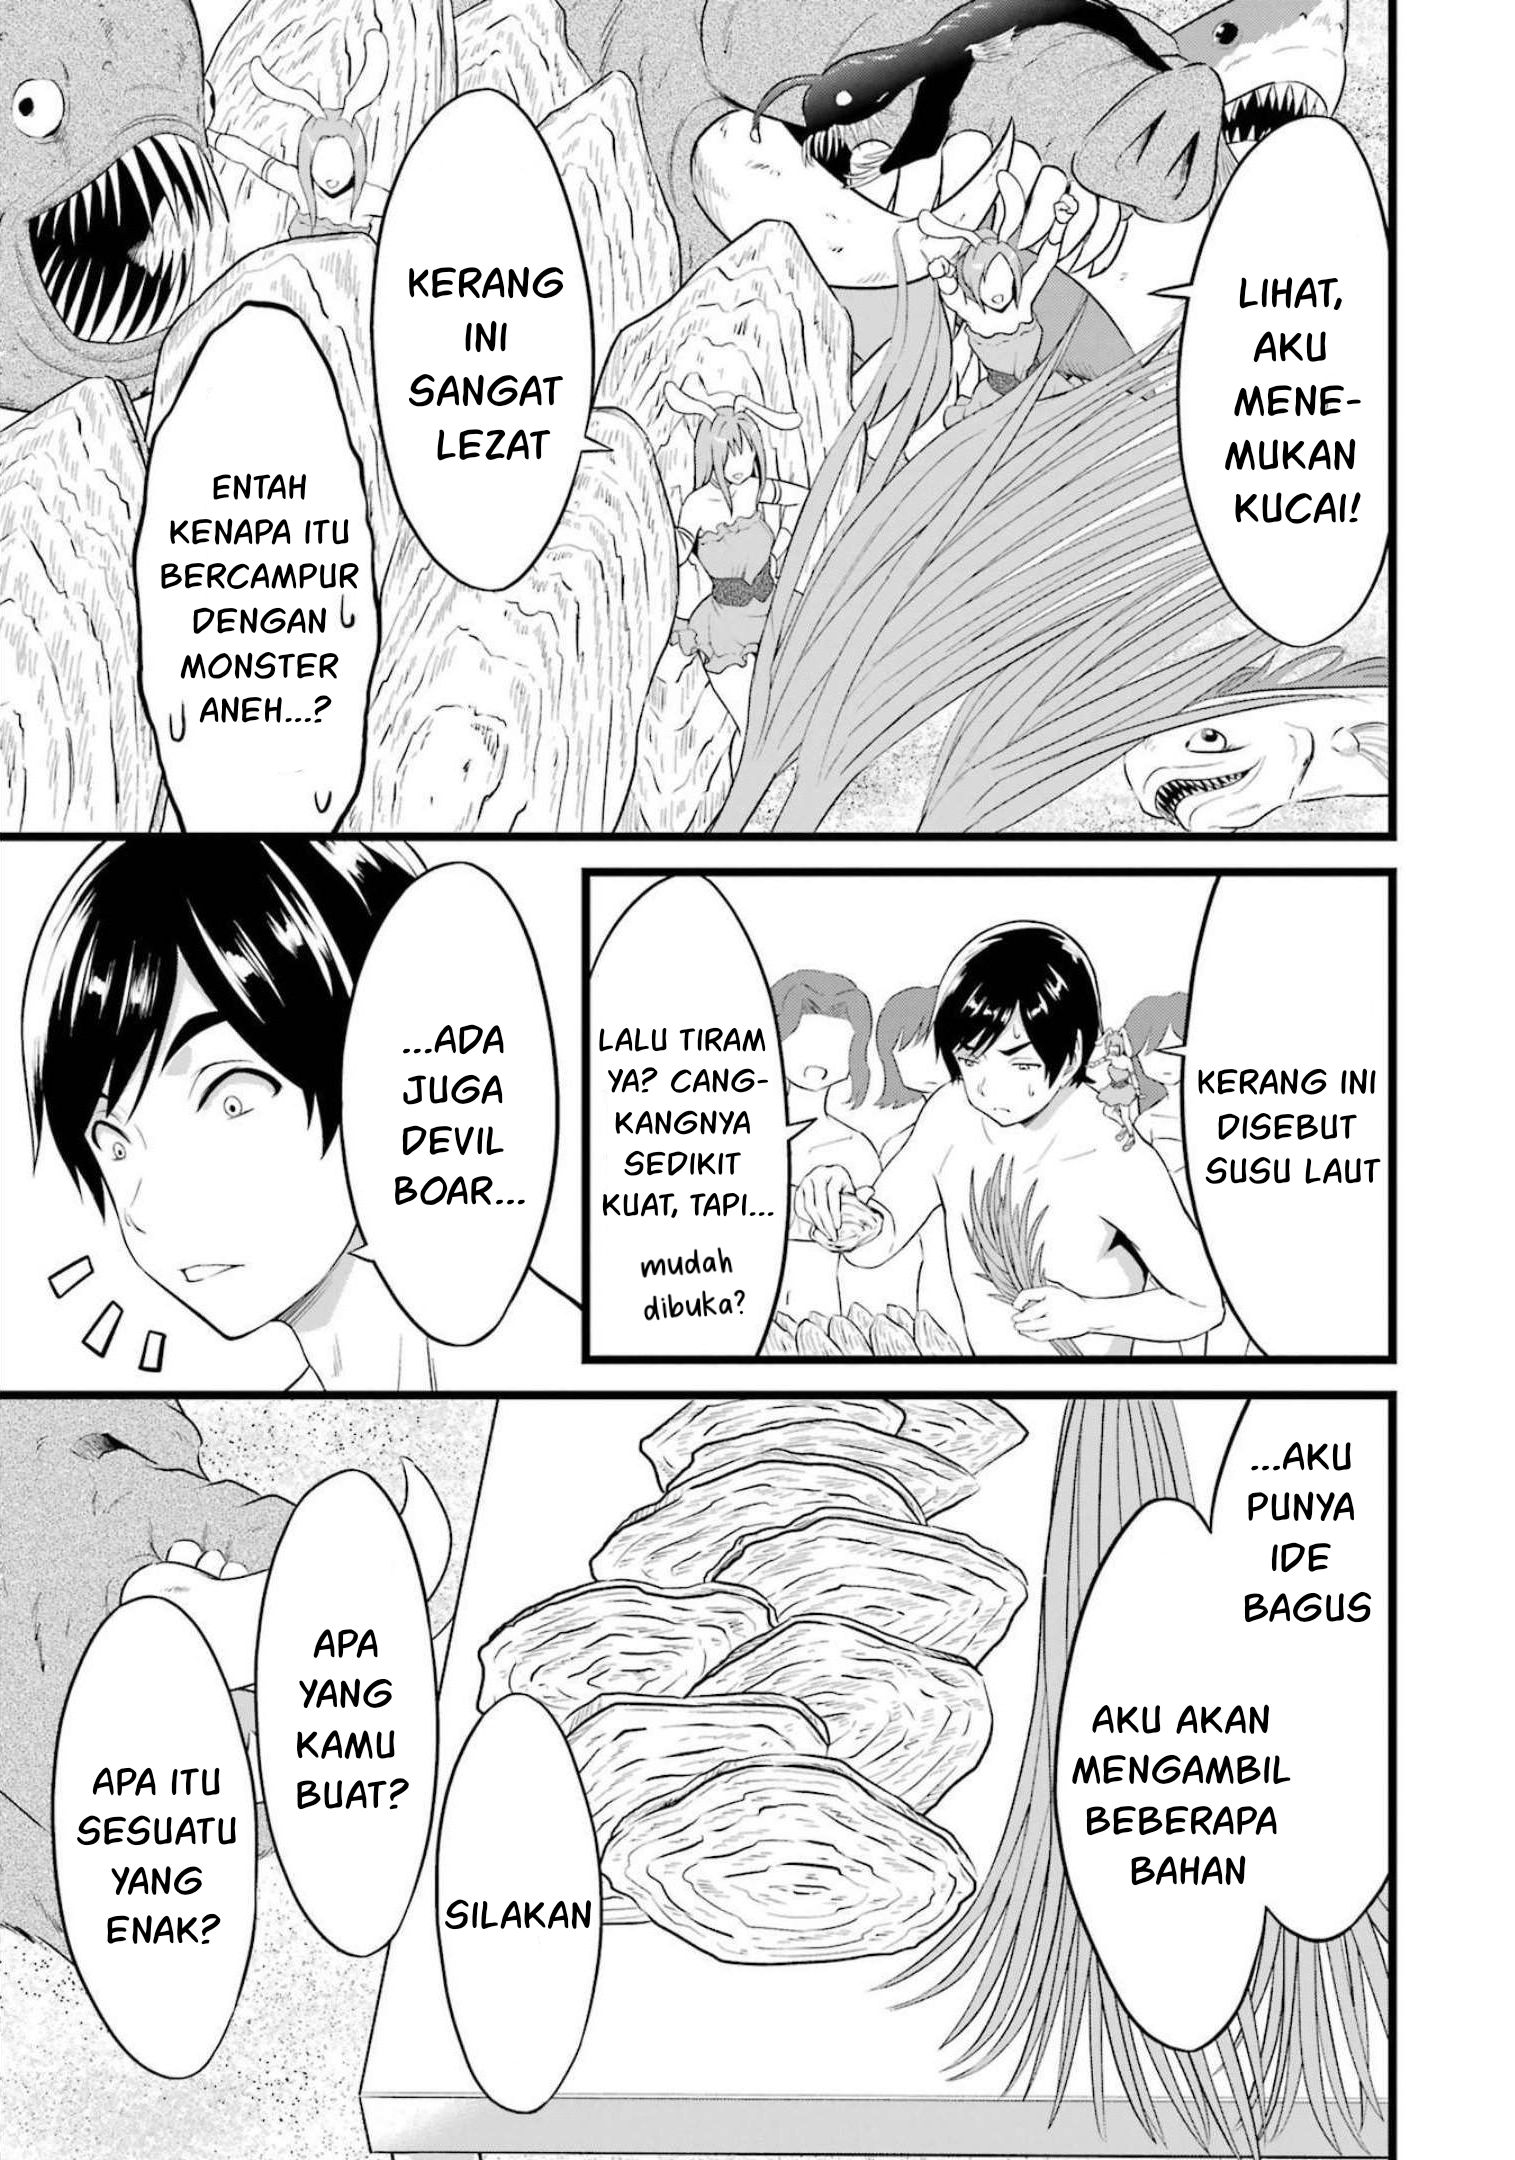 LIHAT,
AKU
MENE-
MUKAN
KUCAI!
KERANG
INI
SANGAT
LEZAT
ENTAH
KENAPA ITU
BERCAMPUR
DENGAN
MONSTER
ANEH...?
KERANG INI
DISEBUT
SUSU LAUT
LALU TIRAM
YA? CANG-
KANGNYA
SEDIKIT
KUAT, TAPI...
mudah
dibuka?
...ADA
JUGA
DEVIL
BOAR...
...AKU
PUNYA
IDE
BAGUS
AKU AKAN
MENGAMBIL
BEBERAPA
BAHAN
SILAKAN
APA
YANG
KAMU
BUAT?
APA ITU
SESUATU
YANG
ENAK?